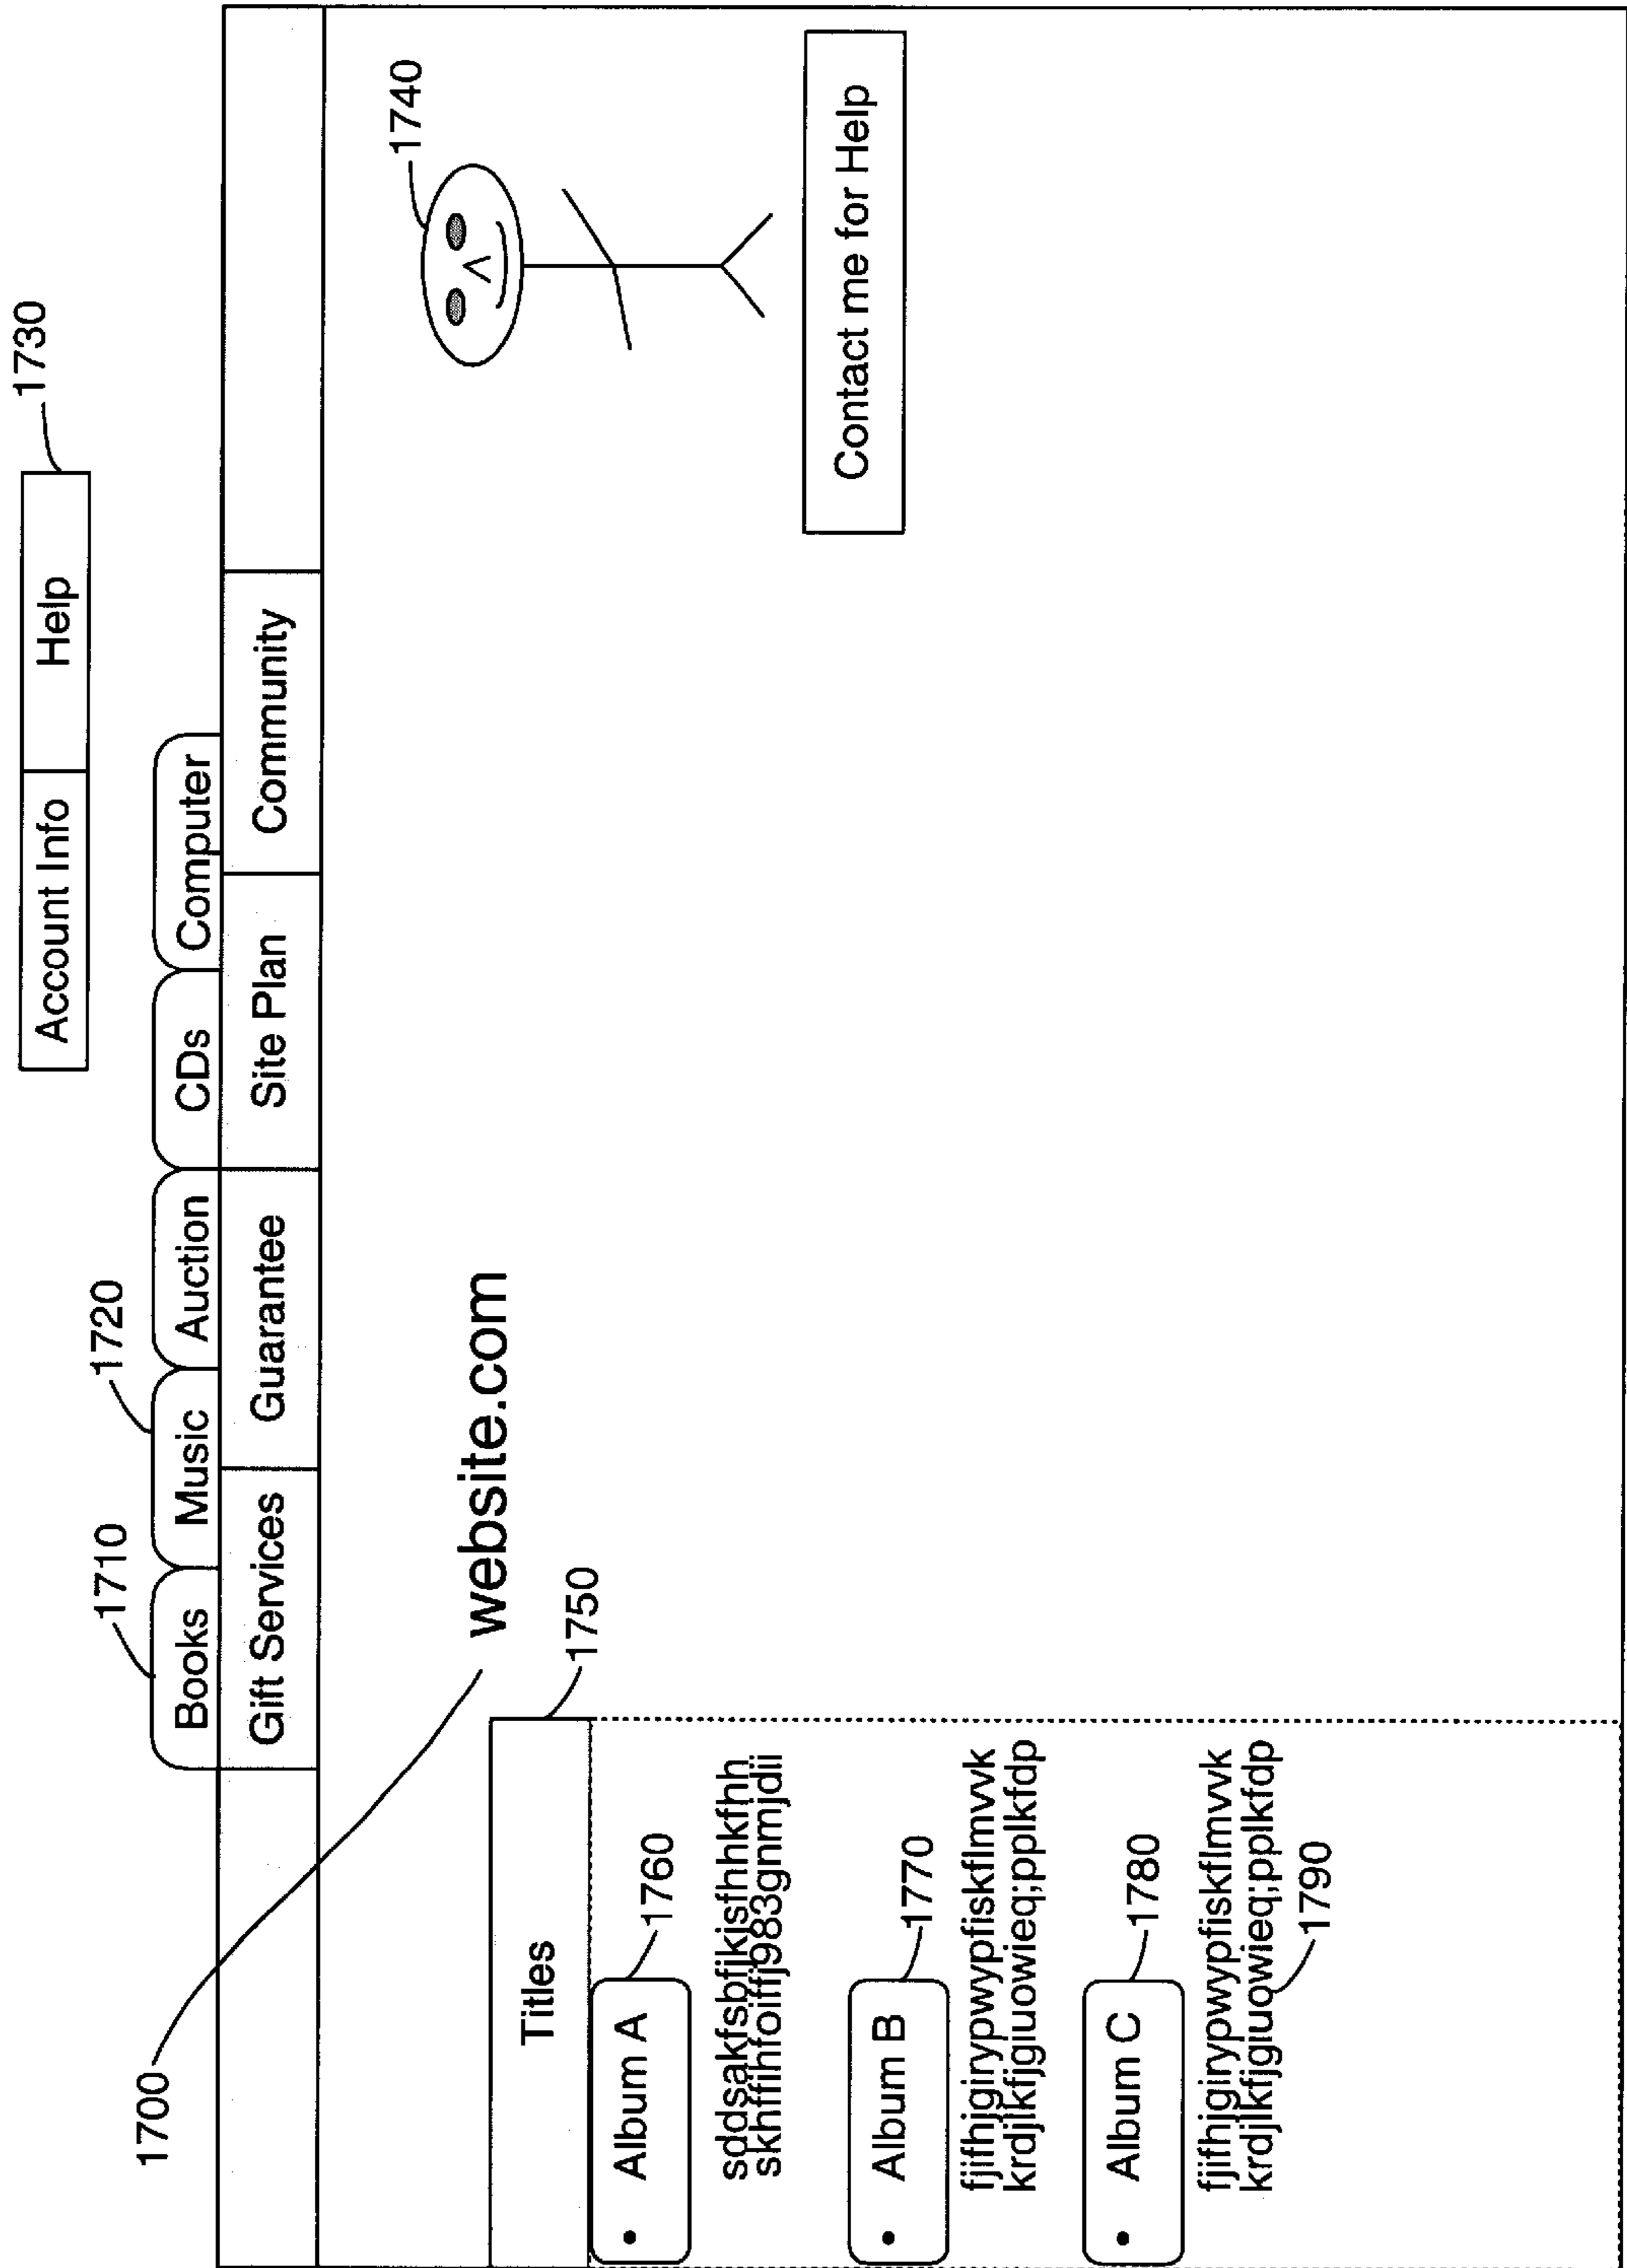 1730
Account Info Help
1710
1720
Books Music Auction CDs Computer
Gift Services Guarantee Site Plan Community
1700
website.com
1740
1750
Titles
• Album A
1760
sddsakfsbfjkjsfhhkfhh
skhffihfoiffj983gnmjdii
• Album B
1770
fjifhjgirypwypfiskflmvvk
krdjlkfjgiuowieq;pplkfdp
• Album C
1780
fjifhjgirypwypfiskflmvvk
krdjlkfjgiuowieq;pplkfdp
1790
Contact me for Help